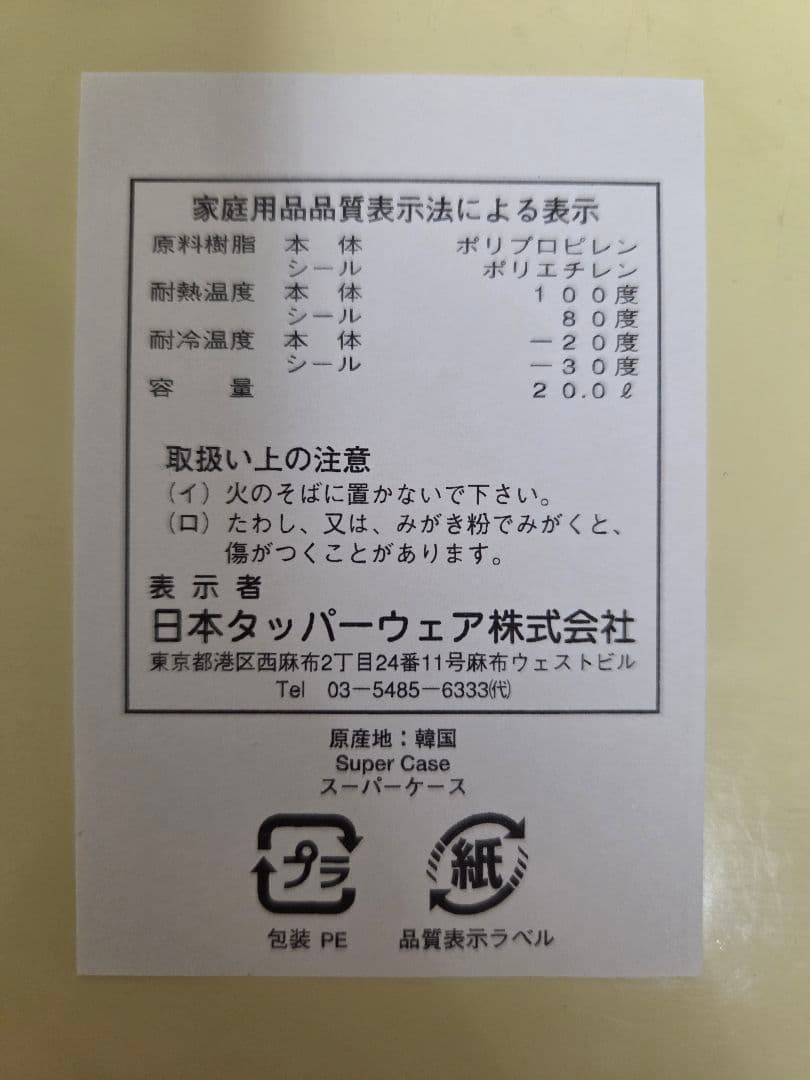 家庭用品品質表示法による表示
原料樹脂 本 体 ポリプロピレン
シール ポリエチレン
耐熱温度 本 体 100度
シール 80度
耐冷温度 本 体 −20度
シール −30度
容 量 20.0ℓ
取扱い上の注意
(イ)火のそばに置かないで下さい。
(ロ)たわし、又は、みがき粉でみがくと、
傷がつくことがあります。
表示者
日本タッパーウェア株式会社
東京都港区西麻布2丁目24番11号麻布ウェストビル
Tel 03−5485−6333㈹
原産地：韓国
Super Case
スーパーケース
プラ 紙
包装 PE 品質表示ラベル